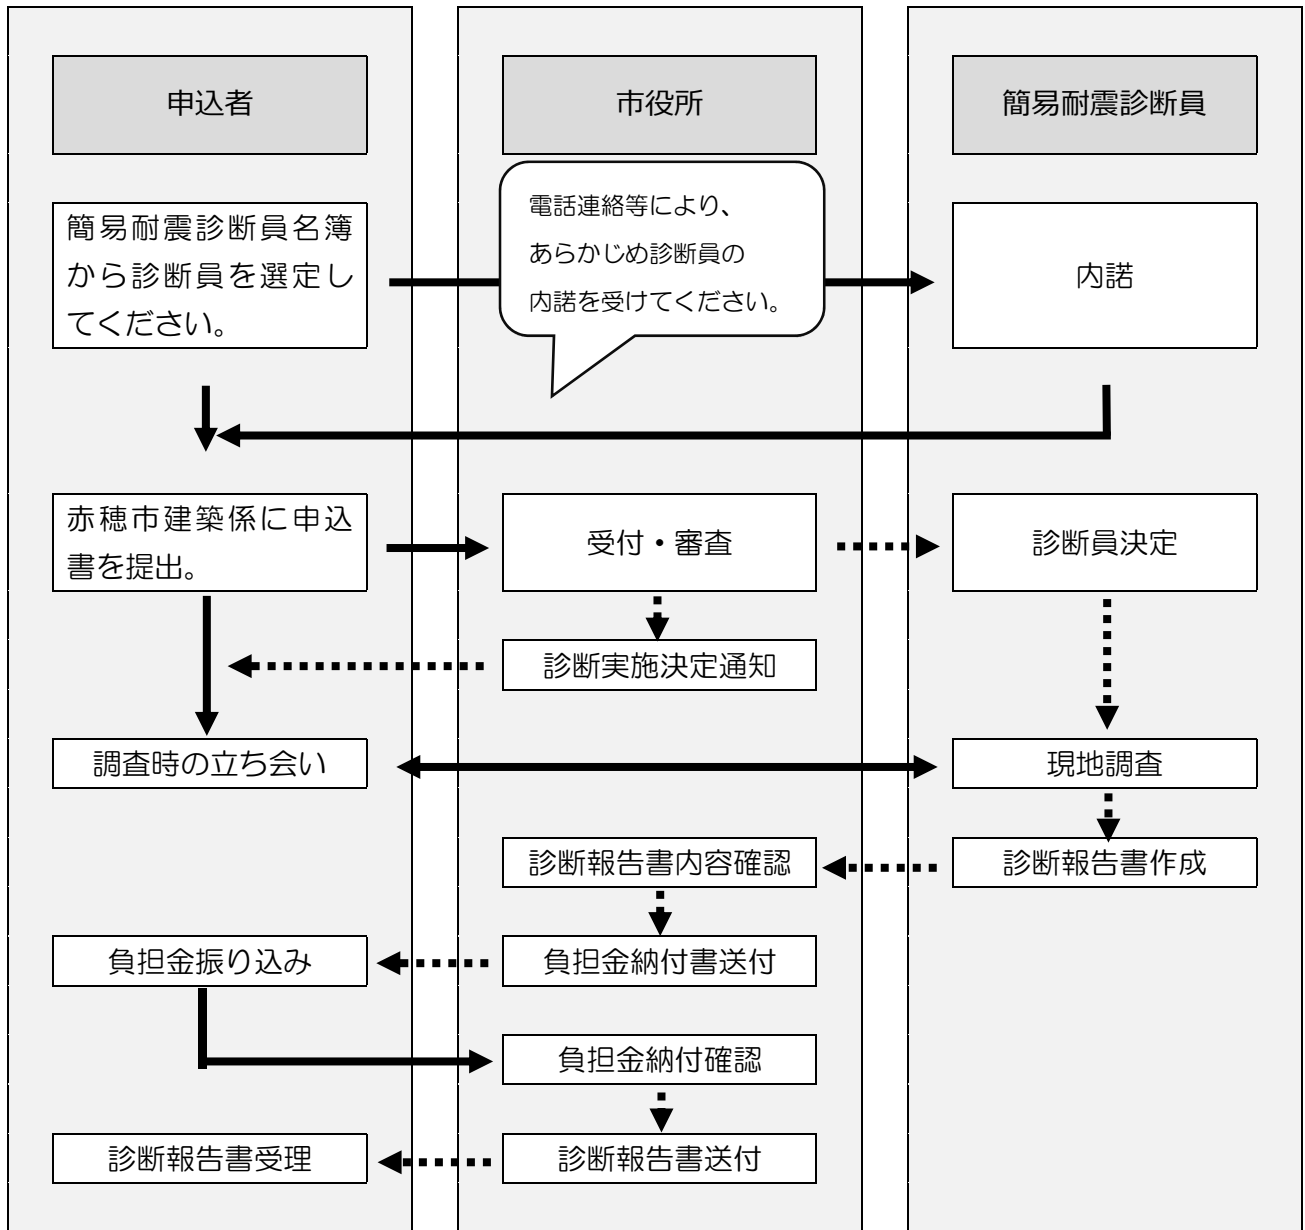 申込者
市役所
簡易耐震診断員
簡易耐震診断員名簿
から診断員を選定し
てください。
電話連絡等により、
あらかじめ診断員の
内諾を受けてください。
内諾
赤穂市建築係に申込
書を提出。
受付・審査
診断員決定
診断実施決定通知
調査時の立ち会い
現地調査
診断報告書内容確認
診断報告書作成
負担金振り込み
負担金納付書送付
負担金納付確認
診断報告書受理
診断報告書送付